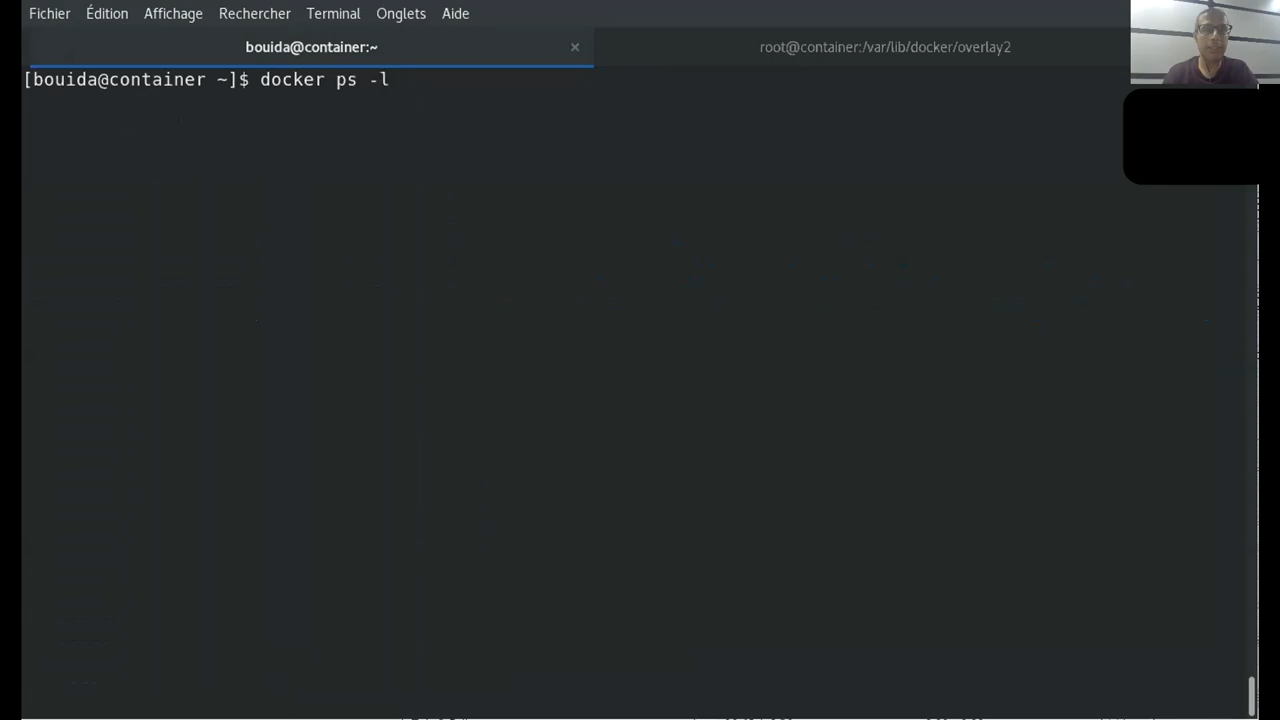 Fichier Édition Affichage Rechercher Terminal Onglets Aide
bouida@container:~ × root@container:/var/lib/docker/overlay2
[bouida@container ~]$ docker ps -l